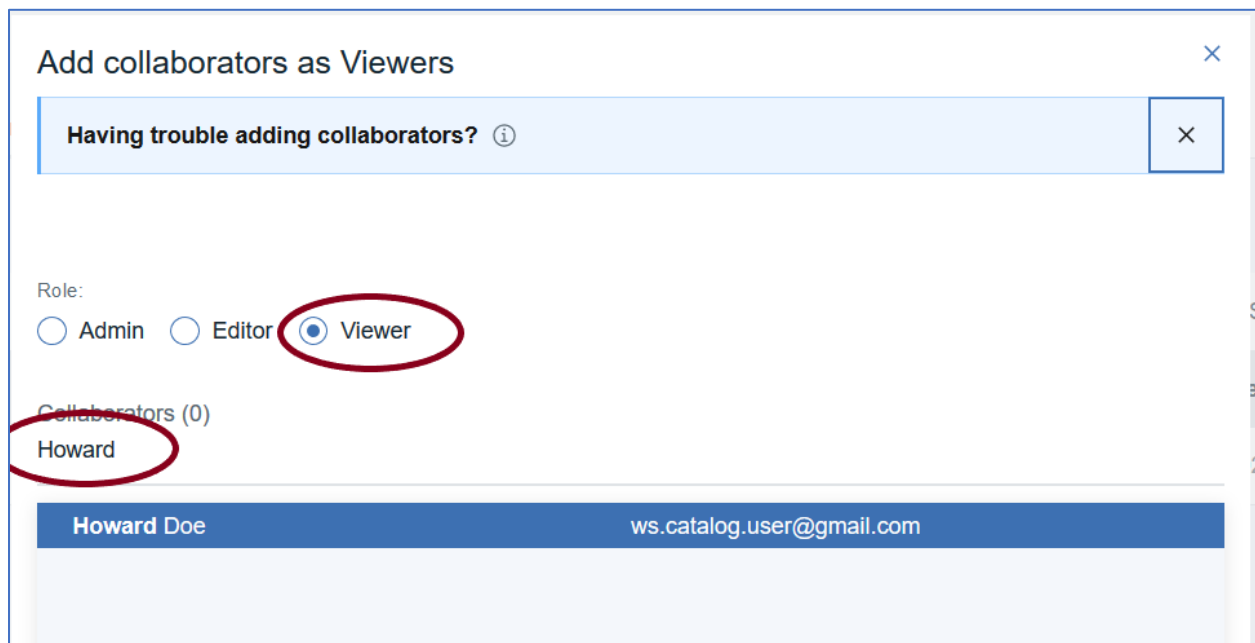 Add collaborators as Viewers
Having trouble adding collaborators?
Role:
Admin Editor Viewer
Collaborators (0)
Howard
Howard Doe ws.catalog.user@gmail.com